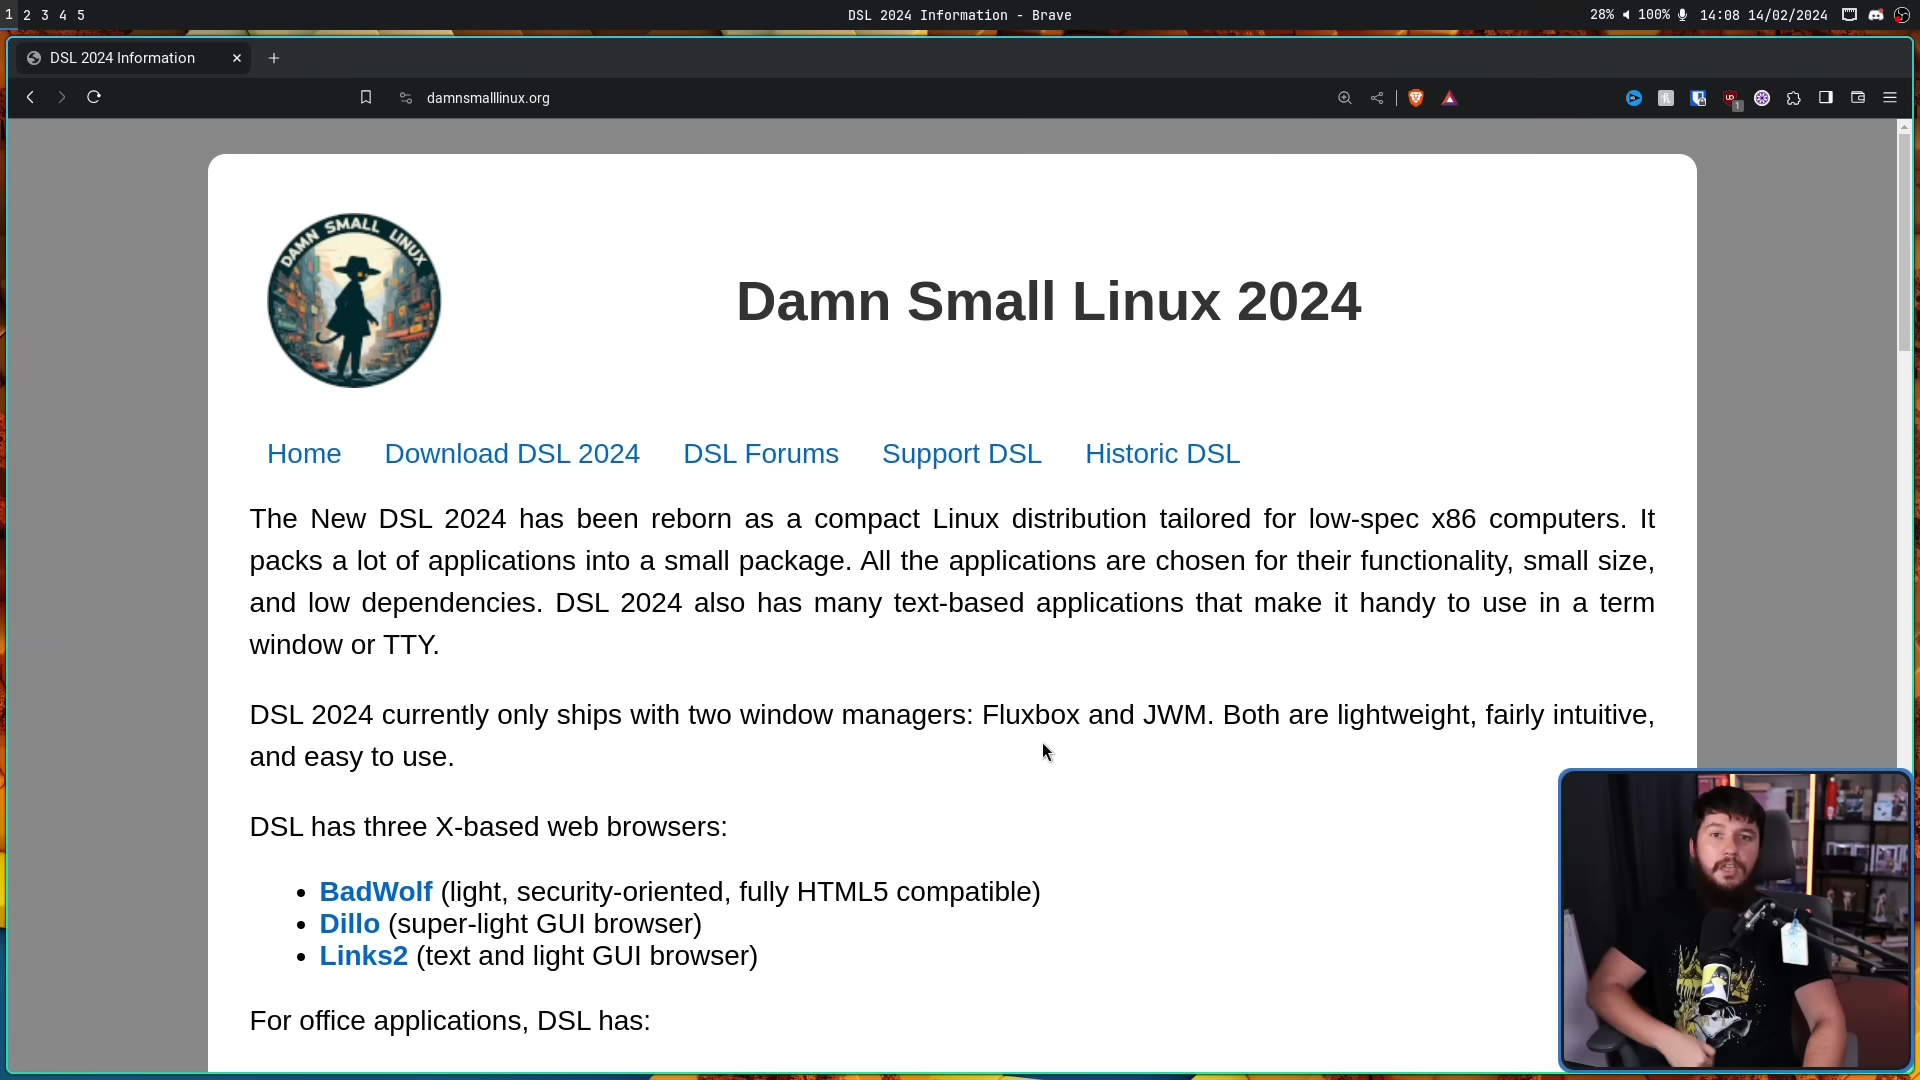 1 2 3 4 5
DSL 2024 Information - Brave
28% 100% 14:08 14/02/2024
DSL 2024 Information
damnsmalllinux.org
1
DAMN SMALL LINUX
Damn Small Linux 2024
Home Download DSL 2024 DSL Forums Support DSL Historic DSL
The New DSL 2024 has been reborn as a compact Linux distribution tailored for low-spec x86 computers. It
packs a lot of applications into a small package. All the applications are chosen for their functionality, small size,
and low dependencies. DSL 2024 also has many text-based applications that make it handy to use in a term
window or TTY.
DSL 2024 currently only ships with two window managers: Fluxbox and JWM. Both are lightweight, fairly intuitive,
and easy to use.
DSL has three X-based web browsers:
• BadWolf (light, security-oriented, fully HTML5 compatible)
• Dillo (super-light GUI browser)
• Links2 (text and light GUI browser)
For office applications, DSL has: